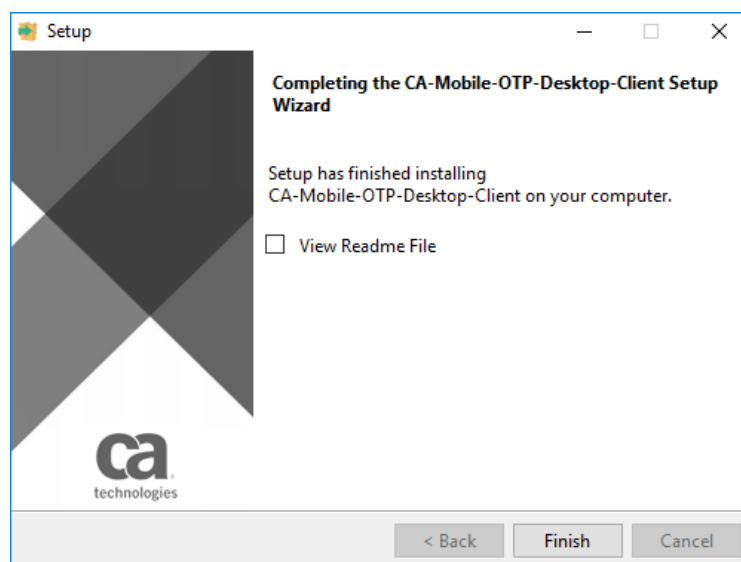 Setup
Completing the CA-Mobile-OTP-Desktop-Client Setup
Wizard
Setup has finished installing
CA-Mobile-OTP-Desktop-Client on your computer.
View Readme File
ca
technologies
< Back
Finish
Cancel